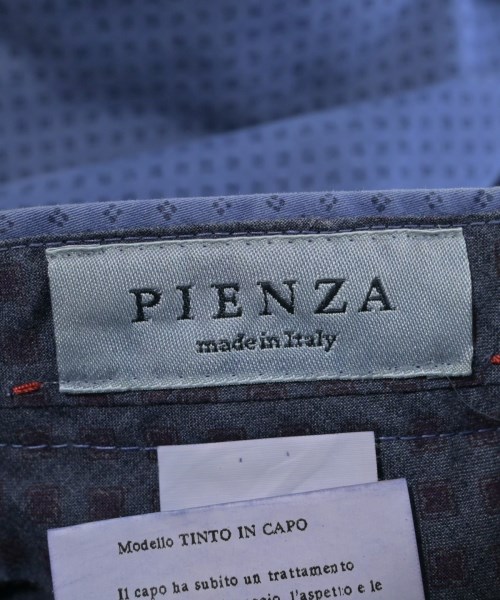 PIENZA
made in Italy
Modello TINTO IN CAPO
Il capo ha subito un trattamento
l'aspetto e le